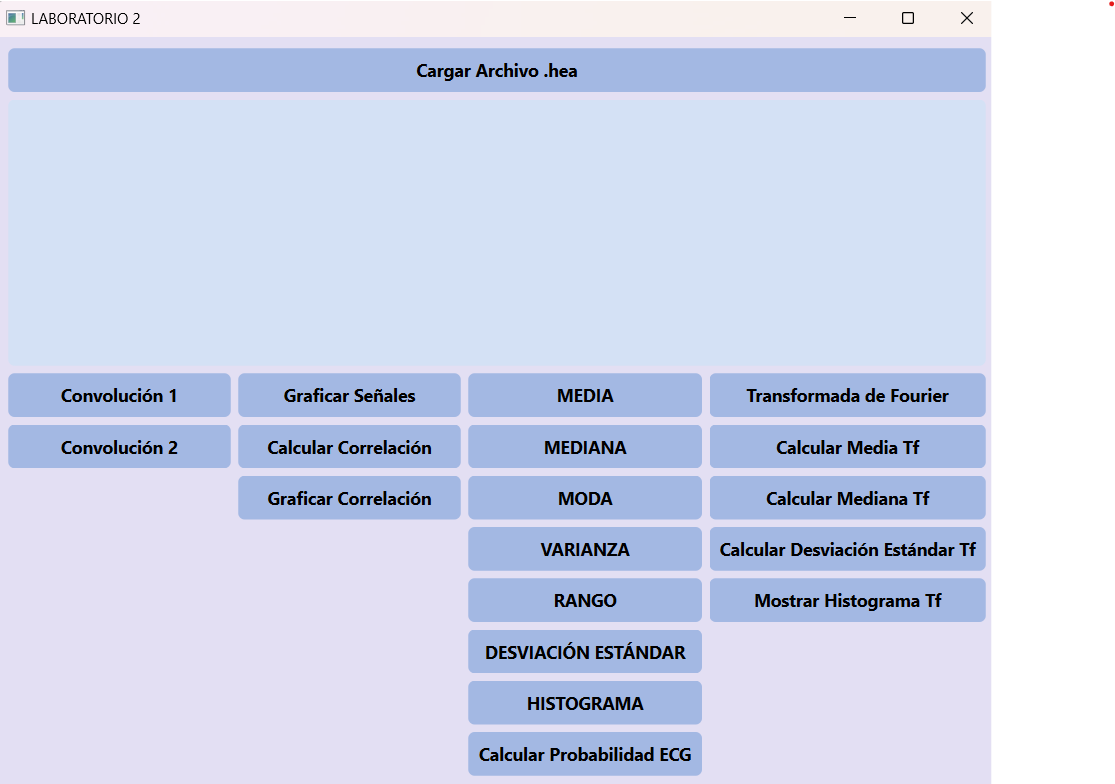 LABORATORIO 2
Cargar Archivo .hea
Convolución 1
Graficar Señales
MEDIA
Transformada de Fourier
Convolución 2
Calcular Correlación
MEDIANA
Calcular Media Tf
Graficar Correlación
MODA
Calcular Mediana Tf
VARIANZA
Calcular Desviación Estándar Tf
RANGO
Mostrar Histograma Tf
DESVIACIÓN ESTÁNDAR
HISTOGRAMA
Calcular Probabilidad ECG